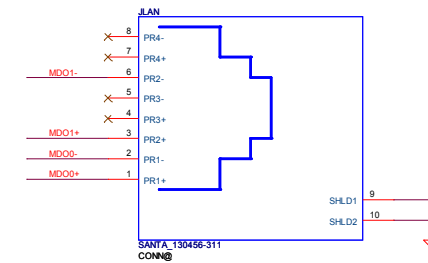 JLAN
8 PR4-
7 PR4+
MDO1- 6 PR2-
5 PR3-
4 PR3+
MDO1+ 3 PR2+
MDO0- 2 PR1-
MDO0+ 1 PR1+
SHLD1 9
SHLD2 10
SANTA_130456-311
CONN@